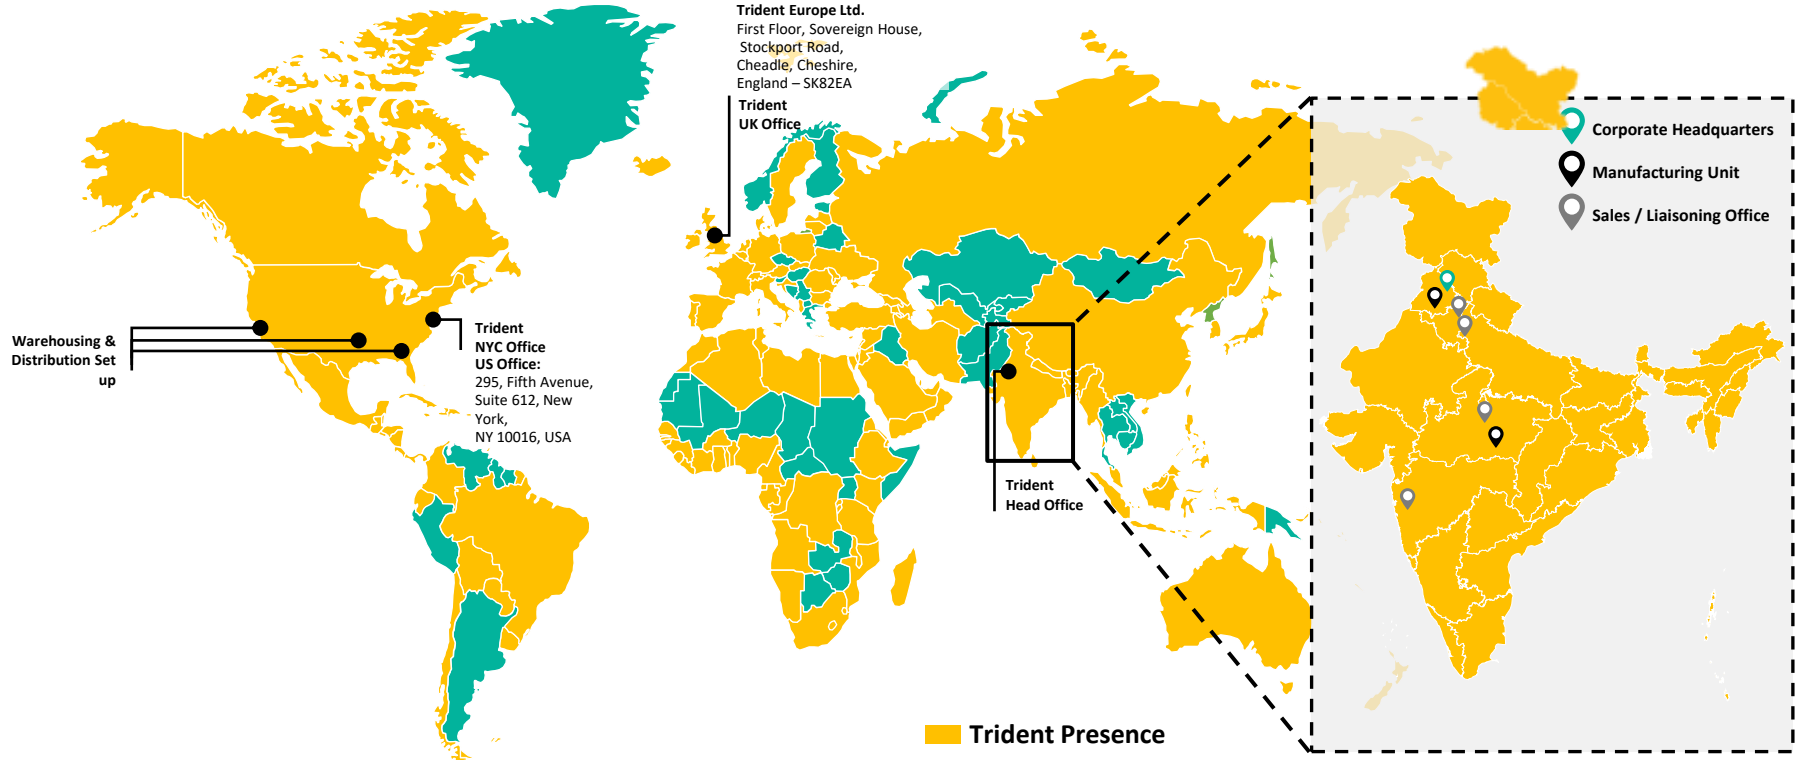 Trident Europe Ltd.
First Floor, Sovereign House,
Stockport Road,
Cheadle, Cheshire,
England – SK82EA
Trident
UK Office
Corporate Headquarters
Manufacturing Unit
Sales / Liaisoning Office
Warehousing &
Distribution Set
up
Trident
NYC Office
US Office:
295, Fifth Avenue,
Suite 612, New
York,
NY 10016, USA
Trident
Head Office
Trident Presence